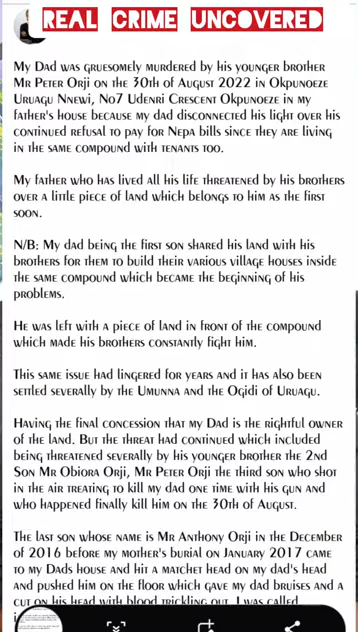 REAL CRIME UNCOVERED
My Dad was gruesomely murdered by his younger brother
Mr Peter Orji on the 30th of August 2022 in Okpunoeze
Uruagu Nnewi, No7 Udenri Crescent Okpunoeze in my
father's house because my dad disconnected his light over his
continued refusal to pay for Nepa bills since they are living
in the same compound with tenants too.
My father who has lived all his life threatened by his brothers
over a little piece of land which belongs to him as the first
soon.
N/B: My dad being the first son shared his land with his
brothers for them to build their various village houses inside
the same compound which became the beginning of his
problems.
He was left with a piece of land in front of the compound
which made his brothers constantly fight him.
This same issue had lingered for years and it has also been
settled severally by the Umunna and the Ogidi of Uruagu.
Having the final concession that my Dad is the rightful owner
of the land. But the threat had continued which included
being threatened severally by his younger brother the 2nd
Son Mr Obiora Orji, Mr Peter Orji the third son who shot
in the air treating to kill my dad one time with his gun and
who happened finally kill him on the 30th of August.
The last son whose name is Mr Anthony Orji in the December
of 2016 before my mother's burial on January 2017 came
to my Dads house and hit a matchet head on my dad's head
and pushed him on the floor which gave my dad bruises and a
cut on his head with blood trickling out. I was called